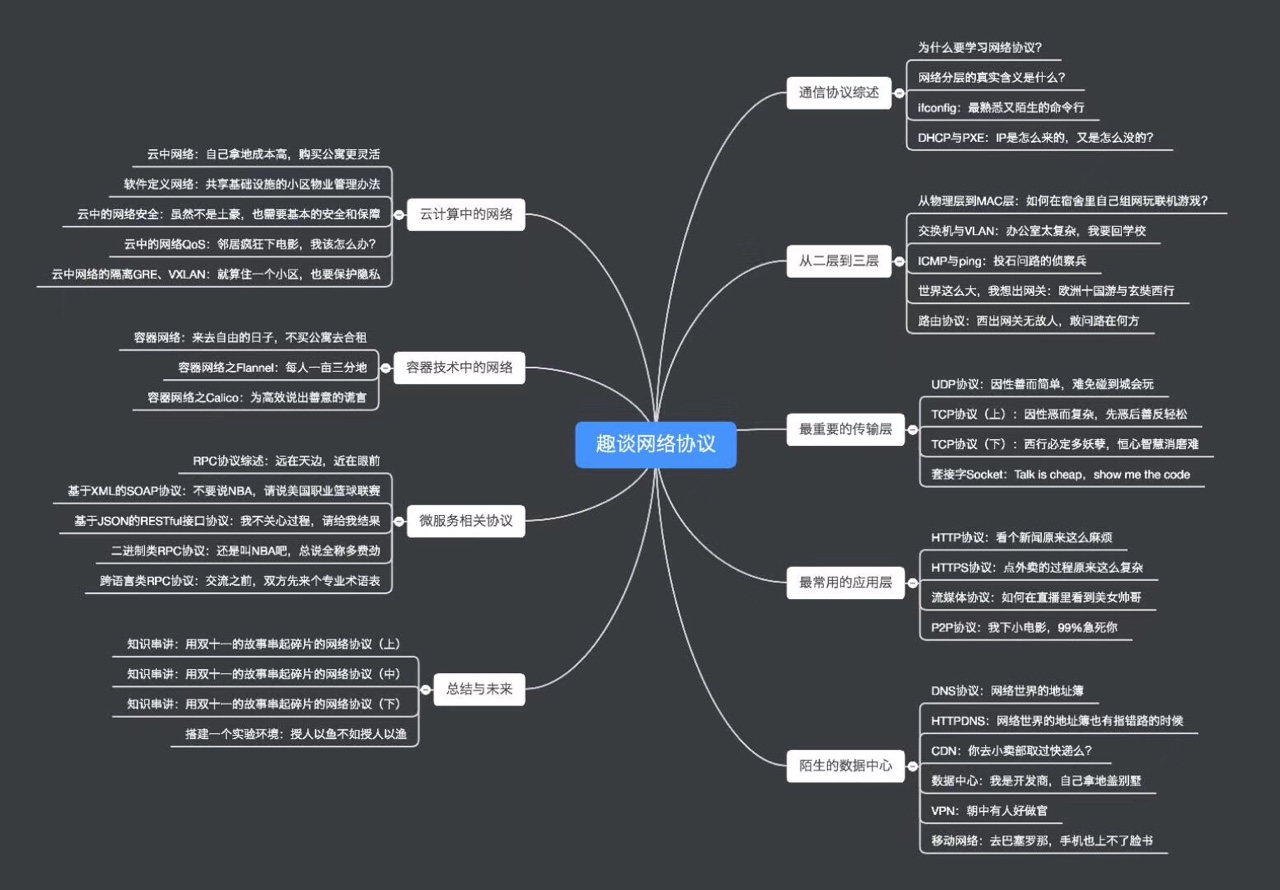 趣谈网络协议
通信协议综述
为什么要学习网络协议？
网络分层的真实含义是什么？
ifconfig：最熟悉又陌生的命令行
DHCP与PXE：IP是怎么来的，又是怎么没的？
从二层到三层
从物理层到MAC层：如何在宿舍里自己组网玩联机游戏？
交换机与VLAN：办公室太复杂，我要回学校
ICMP与ping：投石问路的侦察兵
世界这么大，我想出网关：欧洲十国游与玄奘西行
路由协议：西出网关无故人，敢问路在何方
最重要的传输层
UDP协议：因性善而简单，难免碰到城会玩
TCP协议（上）：因性恶而复杂，先恶后善反轻松
TCP协议（下）：西行必定多妖孽，恒心智慧消磨难
套接字Socket：Talk is cheap，show me the code
最常用的应用层
HTTP协议：看个新闻原来这么麻烦
HTTPS协议：点外卖的过程原来这么复杂
流媒体协议：如何在直播里看到美女帅哥
P2P协议：我下小电影，99%急死你
陌生的数据中心
DNS协议：网络世界的地址簿
HTTPDNS：网络世界的地址簿也有指错路的时候
CDN：你去小卖部取过快递么？
数据中心：我是开发商，自己拿地盖别墅
VPN：朝中有人好做官
移动网络：去巴塞罗那，手机也上不了脸书
云计算中的网络
云中网络：自己拿地成本高，购买公寓更灵活
软件定义网络：共享基础设施的小区物业管理办法
云中的网络安全：虽然不是土豪，也需要基本的安全和保障
云中的网络QoS：邻居疯狂下电影，我该怎么办？
云中网络的隔离GRE、VXLAN：就算住一个小区，也要保护隐私
容器技术中的网络
容器网络：来去自由的日子，不买公寓去合租
容器网络之Flannel：每人一亩三分地
容器网络之Calico：为高效说出善意的谎言
微服务相关协议
RPC协议综述：远在天边，近在眼前
基于XML的SOAP协议：不要说NBA，请说美国职业篮球联赛
基于JSON的RESTful接口协议：我不关心过程，请给我结果
二进制类RPC协议：还是叫NBA吧，总说全称多费劲
跨语言类RPC协议：交流之前，双方先来个专业术语表
总结与未来
知识串讲：用双十一的故事串起碎片的网络协议（上）
知识串讲：用双十一的故事串起碎片的网络协议（中）
知识串讲：用双十一的故事串起碎片的网络协议（下）
搭建一个实验环境：授人以鱼不如授人以渔